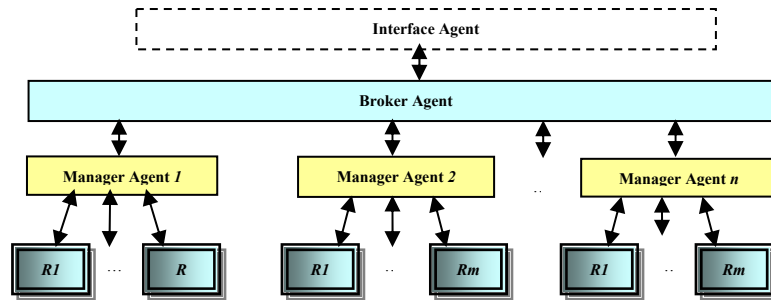 Interface Agent
Broker Agent
..
Manager Agent 1
Manager Agent 2
Manager Agent n
R1
...
R
R1
..
Rm
R1
..
Rm